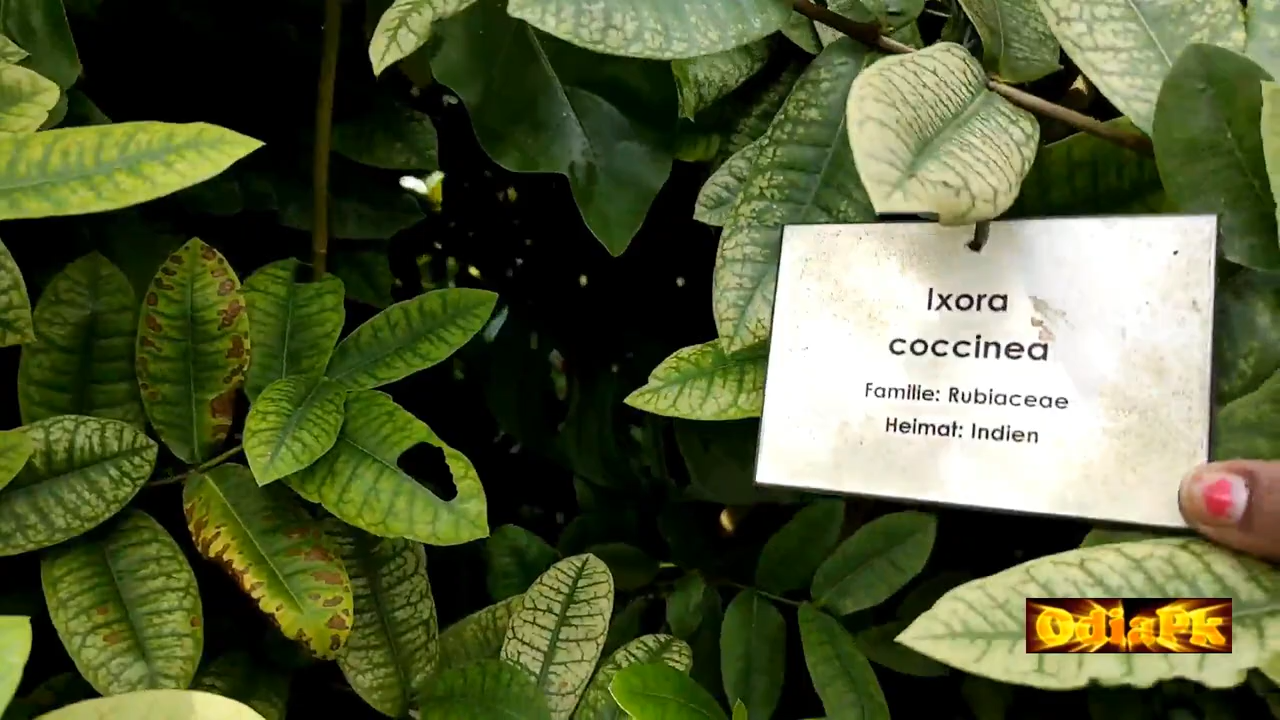 Ixora
coccinea
Familie: Rubiaceae
Heimat: Indien
OdiaPk